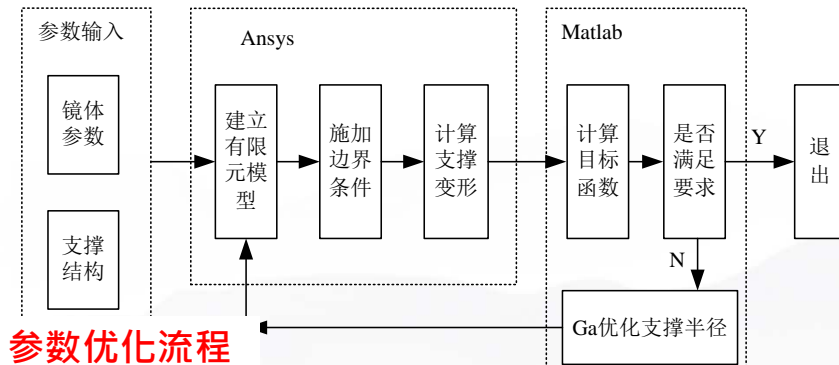 参数输入
镜体
参数
支撑
结构
Ansys
建立
有限
元模
型
施加
边界
条件
计算
支撑
变形
Matlab
计算
目标
函数
是否
满足
要求
Y
退
出
N
Ga优化支撑半径
参数优化流程